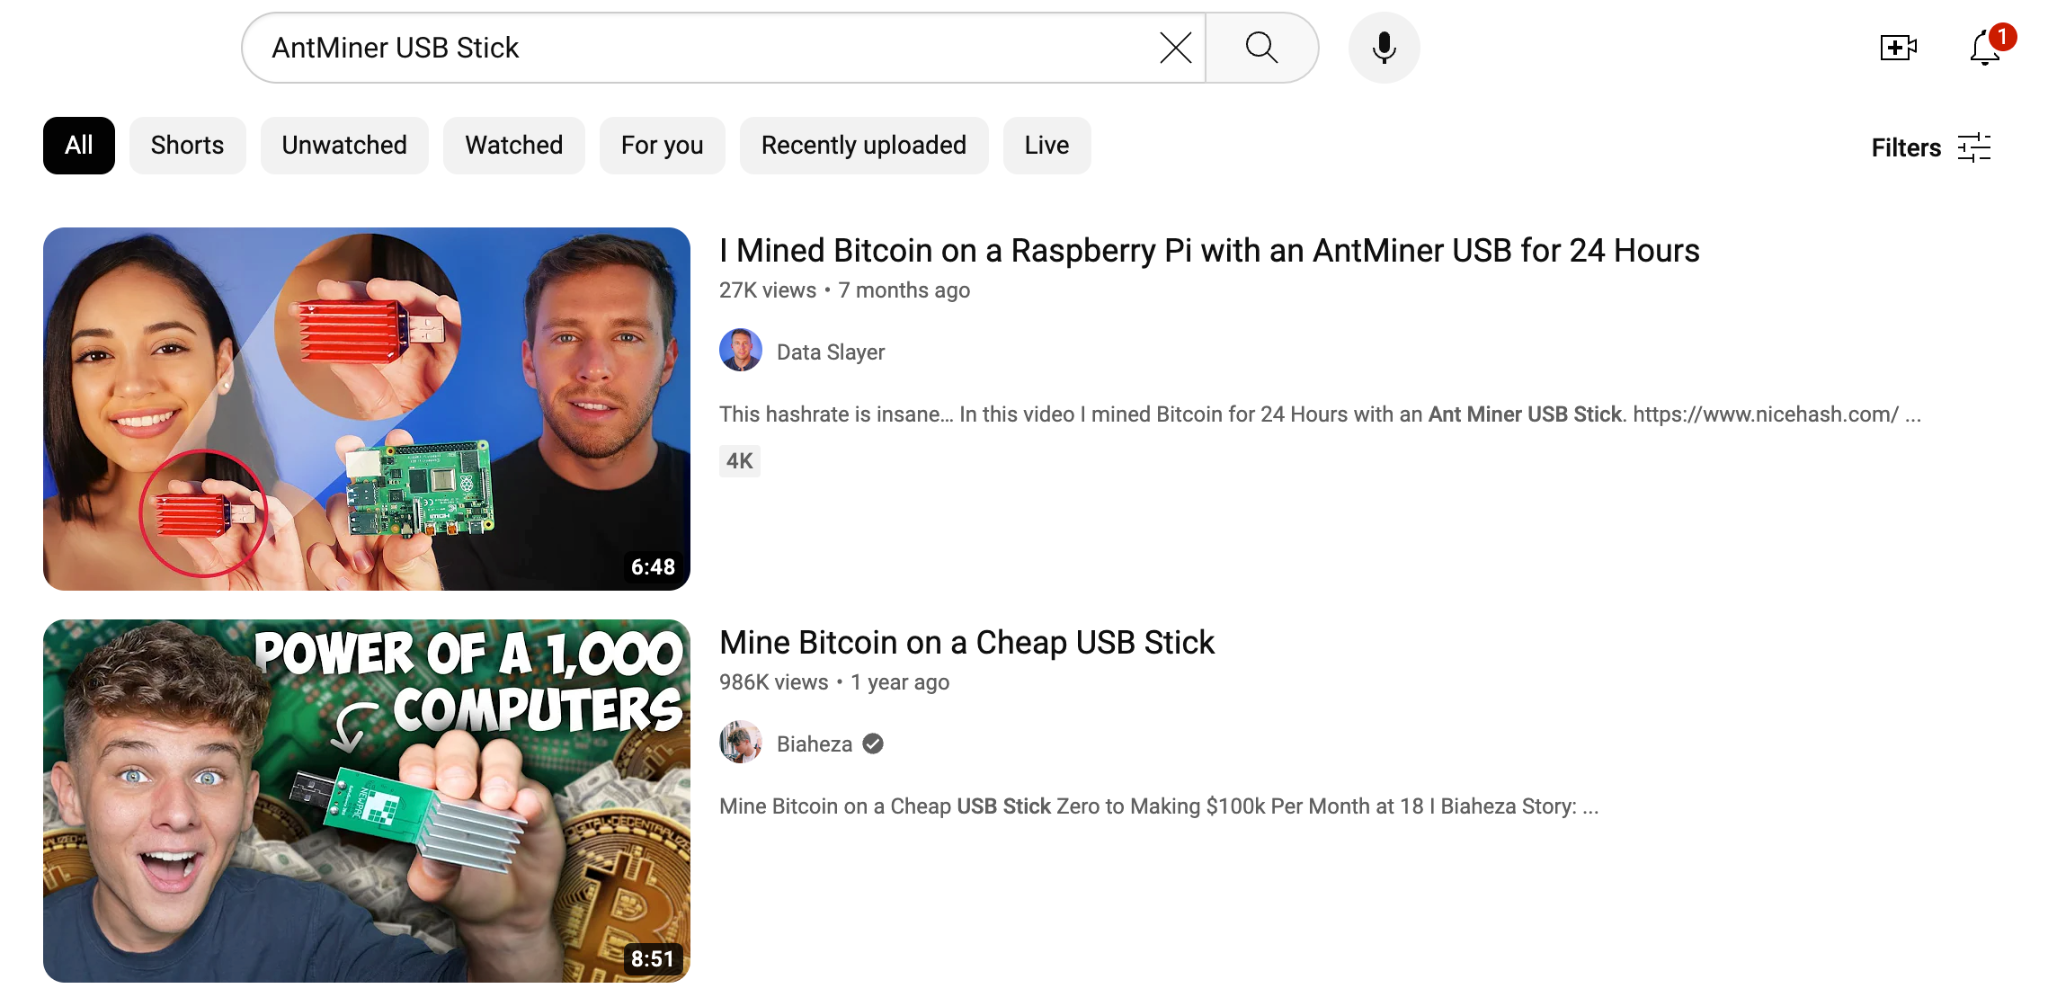 AntMiner USB Stick
1
All
Shorts
Unwatched
Watched
For you
Recently uploaded
Live
Filters
I Mined Bitcoin on a Raspberry Pi with an AntMiner USB for 24 Hours
27K views • 7 months ago
Data Slayer
This hashrate is insane... In this video I mined Bitcoin for 24 Hours with an Ant Miner USB Stick. https://www.nicehash.com/ ...
4K
6:48
POWER OF A 1,000
COMPUTERS
NEWPAC
8:51
Mine Bitcoin on a Cheap USB Stick
986K views • 1 year ago
Biaheza
Mine Bitcoin on a Cheap USB Stick Zero to Making $100k Per Month at 18 I Biaheza Story: ...